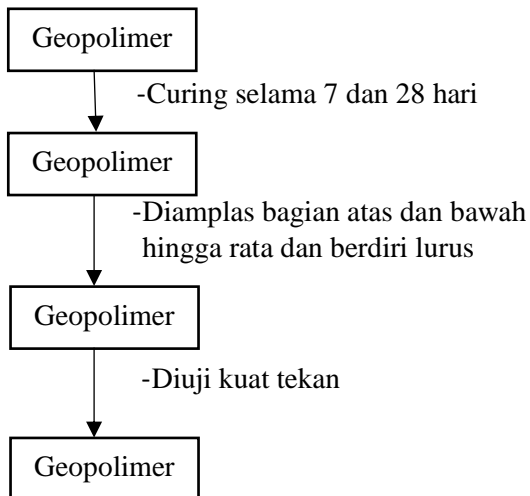 Geopolimer
-Curing selama 7 dan 28 hari
Geopolimer
-Diamplas bagian atas dan bawah
hingga rata dan berdiri lurus
Geopolimer
-Diuji kuat tekan
Geopolimer